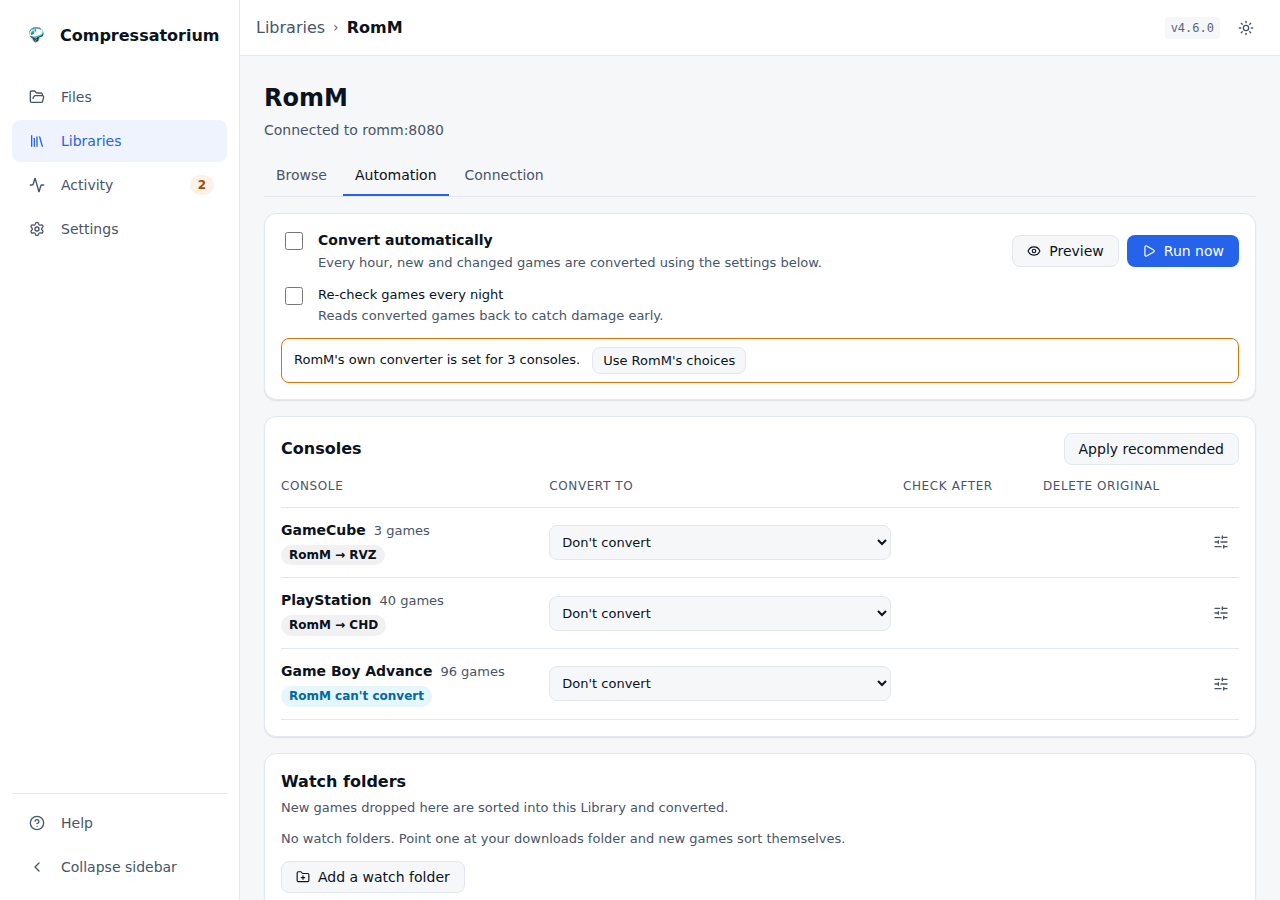 Compressatorium
Libraries › RomM
v4.6.0
Files
Libraries
Activity 2
Settings
RomM
Connected to romm:8080
Browse Automation Connection
Convert automatically
Every hour, new and changed games are converted using the settings below.
Preview
Run now
Re-check games every night
Reads converted games back to catch damage early.
RomM's own converter is set for 3 consoles. Use RomM's choices
Consoles
Apply recommended
CONSOLE CONVERT TO CHECK AFTER DELETE ORIGINAL
GameCube 3 games
RomM → RVZ
Don't convert
PlayStation 40 games
RomM → CHD
Don't convert
Game Boy Advance 96 games
RomM can't convert
Don't convert
Watch folders
New games dropped here are sorted into this Library and converted.
No watch folders. Point one at your downloads folder and new games sort themselves.
Add a watch folder
Help
Collapse sidebar